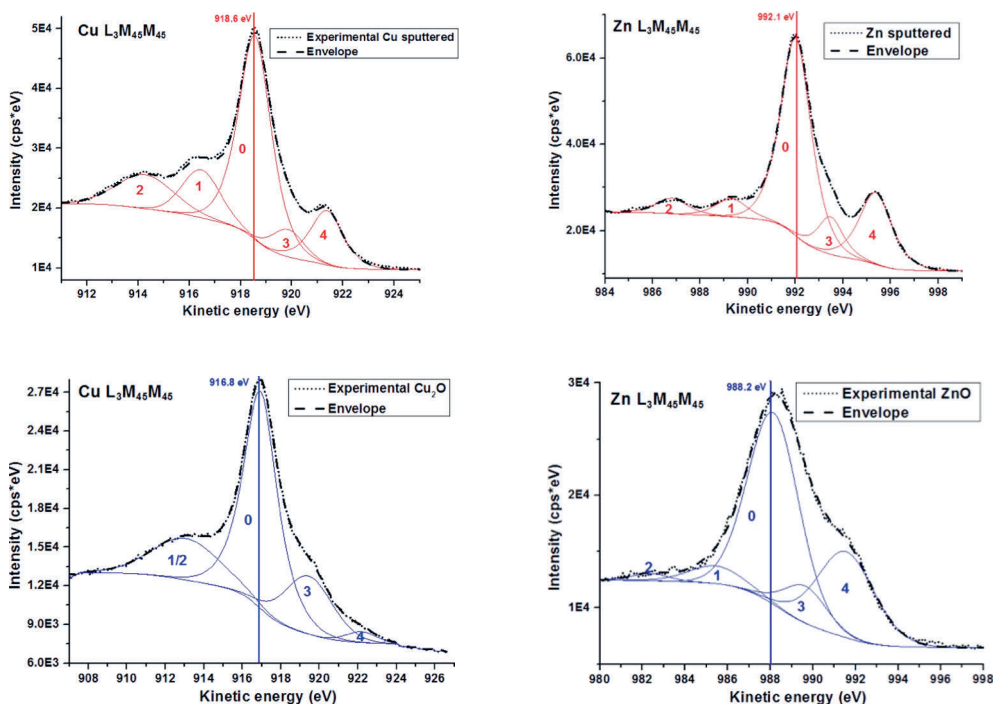 Cu L3M45M45
918.6 eV
Experimental Cu sputtered
Envelope
5E4
4E4
3E4
2E4
1E4
Intensity (cps*eV)
2
1
0
3
4
912
914
916
918
920
922
924
Kinetic energy (eV)
Zn L3M45M45
992.1 eV
Zn sputtered
Envelope
6.0E4
4.0E4
2.0E4
Intensity (cps*eV)
2
1
0
3
4
984
986
988
990
992
994
996
998
Kinetic energy (eV)
Cu L3M45M45
916.8 eV
Experimental Cu2O
Envelope
2.7E4
2.4E4
2.1E4
1.8E4
1.5E4
1.2E4
9.0E3
6.0E3
Intensity (cps*eV)
1/2
0
3
4
908
910
912
914
916
918
920
922
924
926
Kinetic energy (eV)
Zn L3M45M45
988.2 eV
Experimental ZnO
Envelope
3E4
2E4
1E4
Intensity (cps*eV)
2
1
0
3
4
980
982
984
986
988
990
992
994
996
998
Kinetic energy (eV)